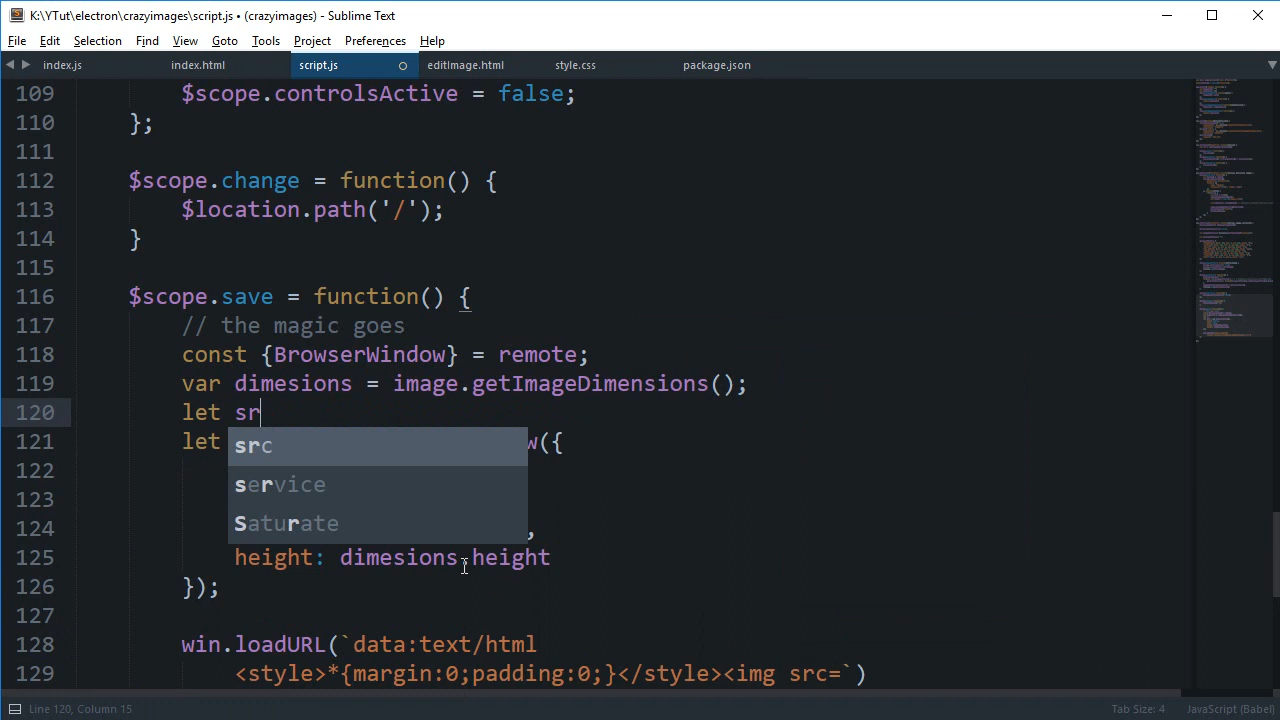 K:\YTut\electron\crazyimages\script.js • (crazyimages) - Sublime Text
File Edit Selection Find View Goto Tools Project Preferences Help
index.js index.html script.js editImage.html style.css package.json
109 $scope.controlsActive = false;
110 };
111
112 $scope.change = function() {
113 $location.path('/');
114 }
115
116 $scope.save = function() {
117 // the magic goes
118 const {BrowserWindow} = remote;
119 var dimesions = image.getImageDimensions();
120 let sr
121 let w({
src
122
service
123
Saturate
124 ,
125 height: dimesions.height
126 });
127
128 win.loadURL(`data:text/html
129 <style>*{margin:0;padding:0;}</style><img src=`)
Line 120, Column 15 Tab Size: 4 JavaScript (Babel)